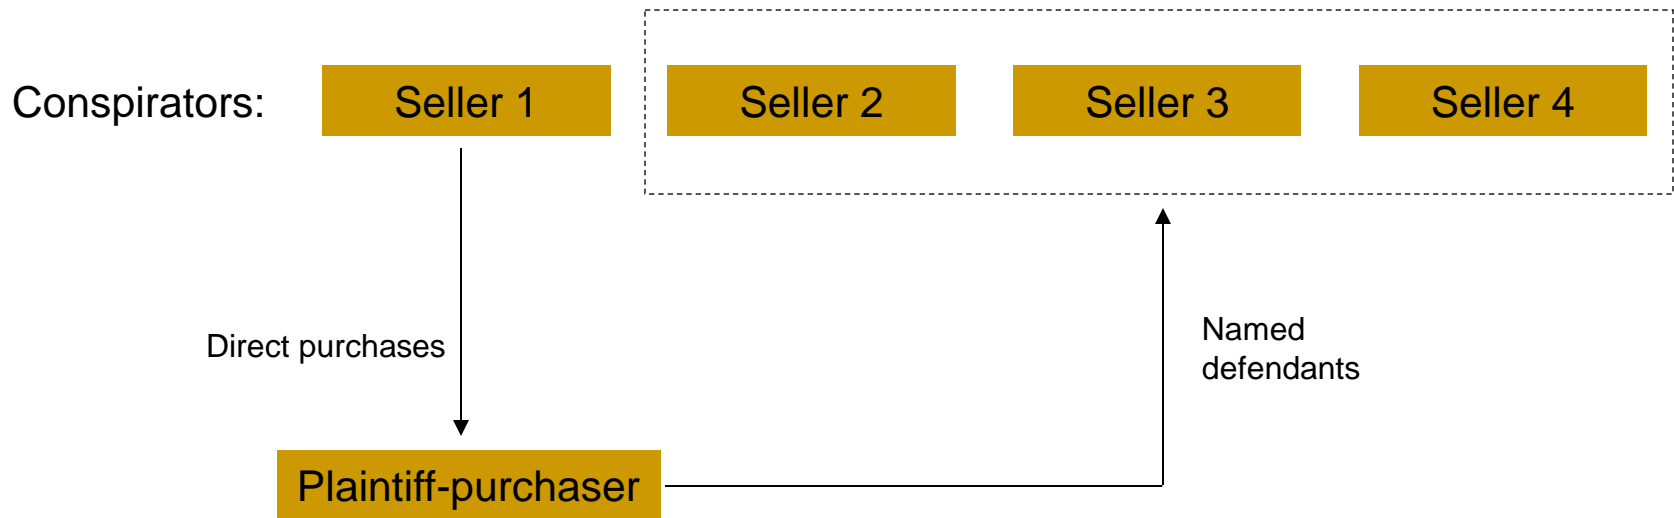 Conspirators:
Seller 1
Seller 2
Seller 3
Seller 4
Direct purchases
Named
defendants
Plaintiff-purchaser